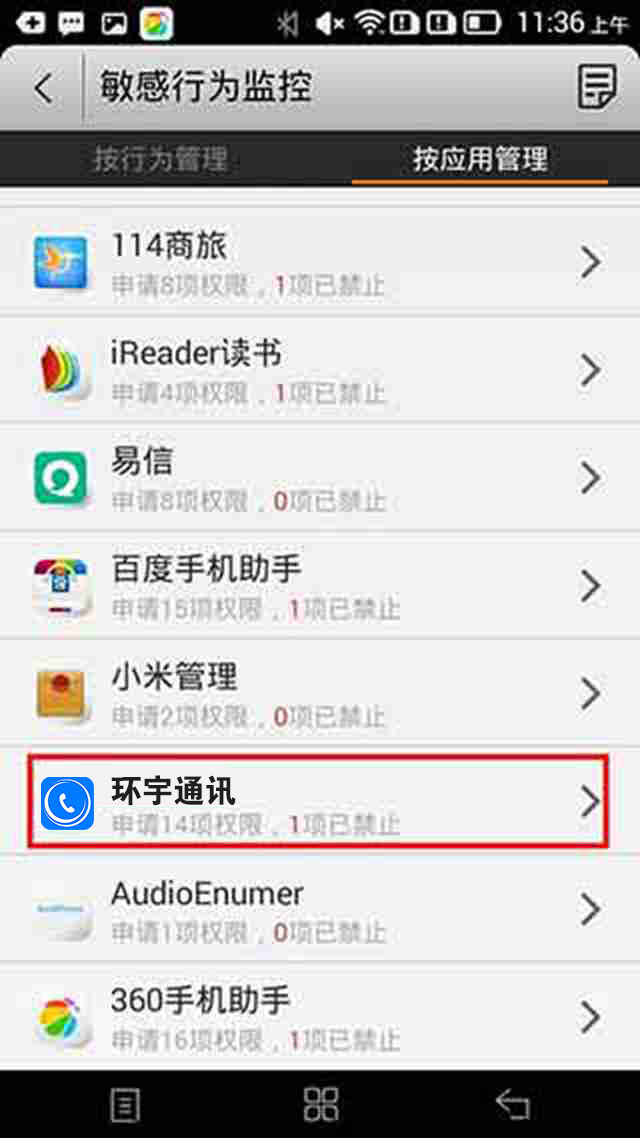 11:36 上午
敏感行为监控
按行为管理
按应用管理
114商旅
申请8项权限，1项已禁止
iReader读书
申请4项权限，1项已禁止
易信
申请8项权限，0项已禁止
百度手机助手
申请15项权限，1项已禁止
小米管理
申请2项权限，0项已禁止
环宇通讯
申请14项权限，1项已禁止
AudioEnumer
申请1项权限，0项已禁止
360手机助手
申请16项权限，1项已禁止